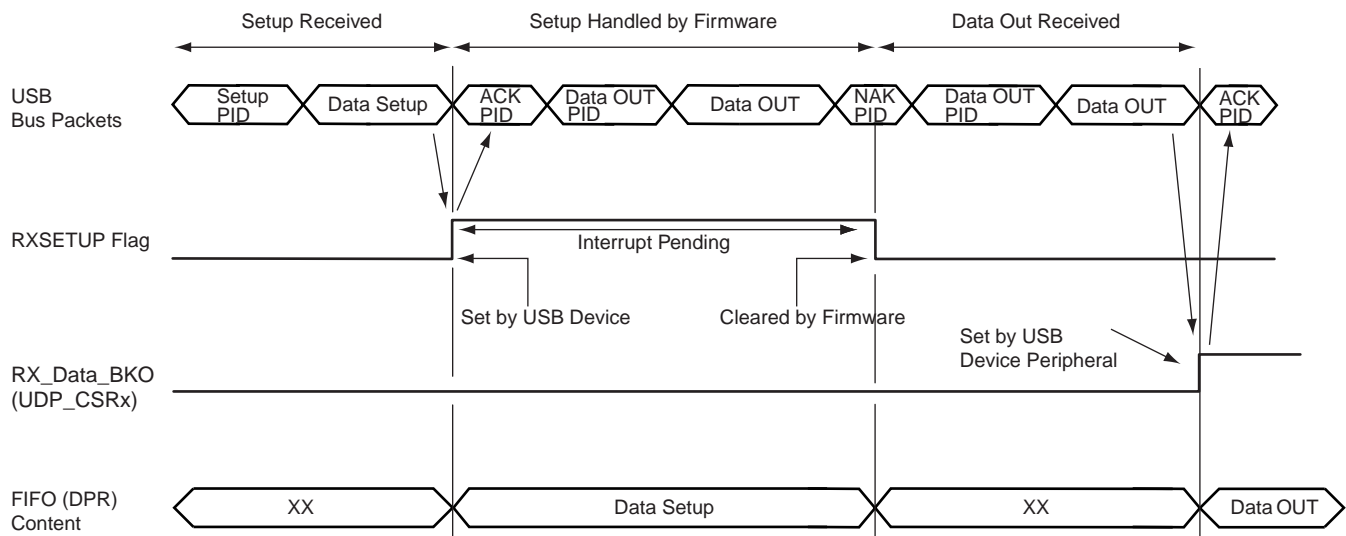 Setup Received
Setup Handled by Firmware
Data Out Received
USB
Bus Packets
Setup
PID
Data Setup
ACK
PID
Data OUT
PID
Data OUT
NAK
PID
Data OUT
PID
Data OUT
ACK
PID
RXSETUP Flag
Interrupt Pending
Set by USB Device
Cleared by Firmware
Set by USB
Device Peripheral
RX_Data_BKO
(UDP_CSRx)
FIFO (DPR)
Content
XX
Data Setup
XX
Data OUT